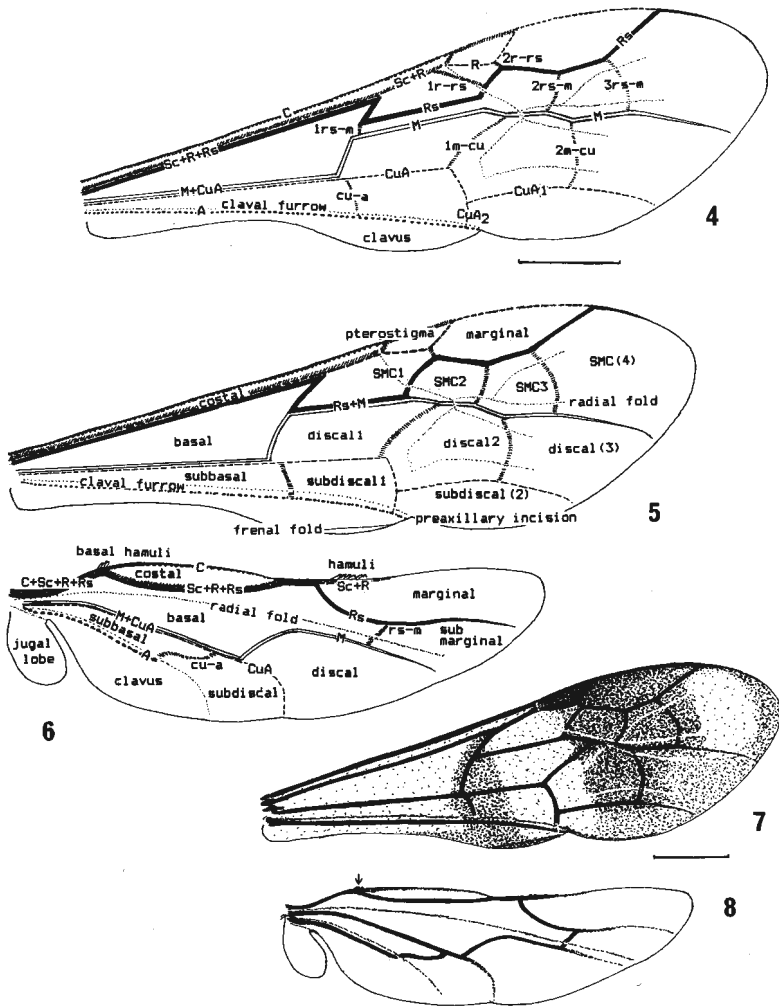 Rs
2r-rs
R
Sc+R
1r-rs
2rs-m
3rs-m
C
Rs
M
1rs-m
M
Sc+R+Rs
1m-cu
2m-cu
CuA
M+CuA
cu-a
CuA1
A claval furrow
CuA2
4
clavus
pterostigma
marginal
SMC1
SMC2
SMC3
SMC(4)
costal
Rs+M
radial fold
basal
discal1
discal2
discal(3)
subbasal
subdiscal1
claval furrow
subdiscal(2)
5
frenal fold
preaxillary incision
basal hamuli
hamuli
C
costal
Sc+R
C+Sc+R+Rs
Sc+R+Rs
marginal
radial fold
Rs
M+CuA
basal
M
rs-m
sub
marginal
subbasal
jugal
lobe
A
cu-a
CuA
discal
clavus
subdiscal
6
7
8